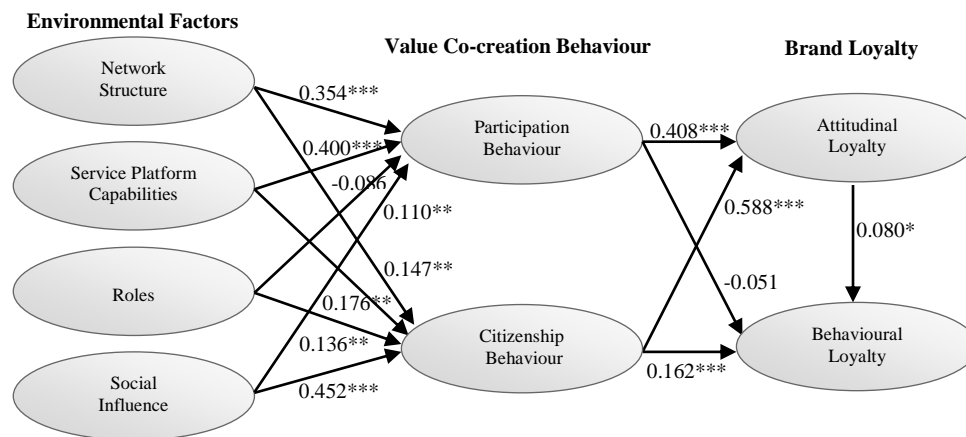 Environmental Factors
Value Co-creation Behaviour
Brand Loyalty
Network
Structure
Service Platform
Capabilities
Roles
Social
Influence
Participation
Behaviour
Citizenship
Behaviour
Attitudinal
Loyalty
Behavioural
Loyalty
0.354***
0.400***
-0.086
0.110**
0.147**
0.176**
0.136**
0.452***
0.408***
0.588***
-0.051
0.162***
0.080*